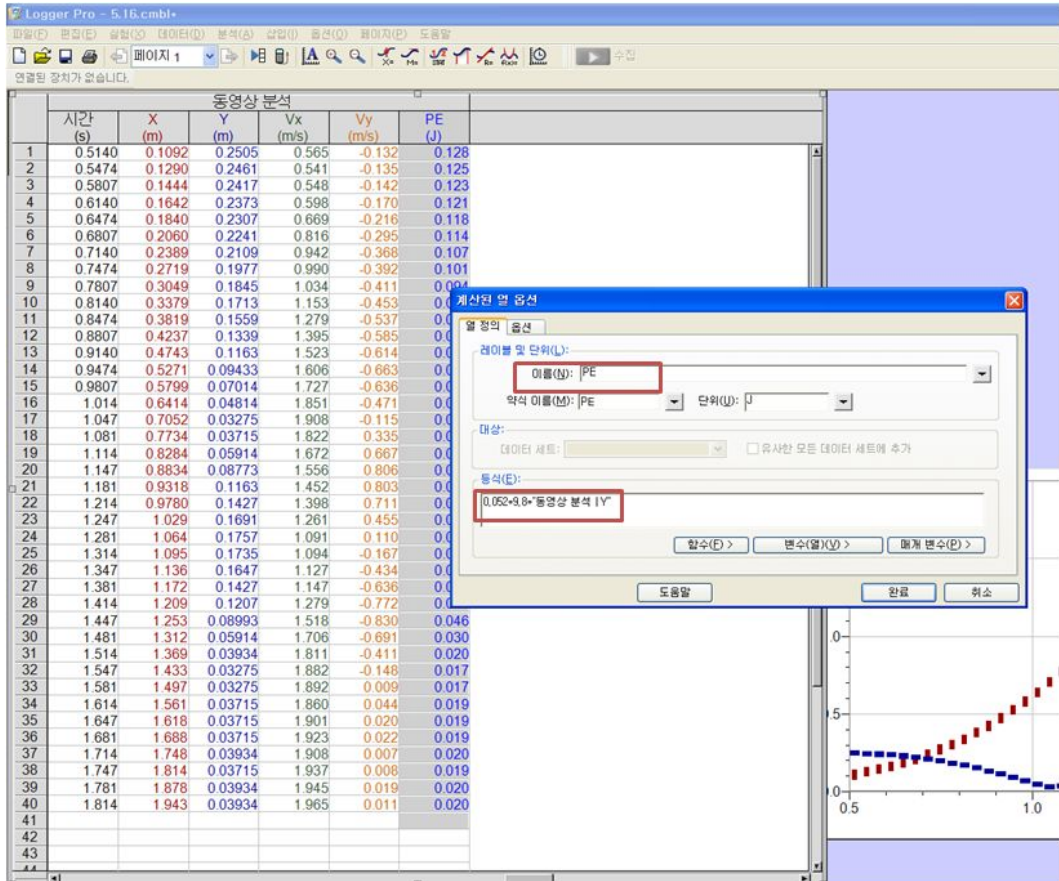 Logger Pro - 5.16.cmbl*
파일(F) 편집(E) 실험(X) 데이터(D) 분석(A) 삽입(I) 옵션(O) 페이지(P) 도움말
페이지 1 수집
연결된 장치가 없습니다.
동영상 분석
시간 X Y Vx Vy PE
(s) (m) (m) (m/s) (m/s) (J)
1 0.5140 0.1092 0.2505 0.565 -0.132 0.128
2 0.5474 0.1290 0.2461 0.541 -0.135 0.125
3 0.5807 0.1444 0.2417 0.548 -0.142 0.123
4 0.6140 0.1642 0.2373 0.598 -0.170 0.121
5 0.6474 0.1840 0.2307 0.669 -0.216 0.118
6 0.6807 0.2060 0.2241 0.816 -0.295 0.114
7 0.7140 0.2389 0.2109 0.942 -0.368 0.107
8 0.7474 0.2719 0.1977 0.990 -0.392 0.101
9 0.7807 0.3049 0.1845 1.034 -0.411 0.094
10 0.8140 0.3379 0.1713 1.153 -0.453
11 0.8474 0.3819 0.1559 1.279 -0.537
12 0.8807 0.4237 0.1339 1.395 -0.585
13 0.9140 0.4743 0.1163 1.523 -0.614
14 0.9474 0.5271 0.09433 1.606 -0.663
15 0.9807 0.5799 0.07014 1.727 -0.636
16 1.014 0.6414 0.04814 1.851 -0.471
17 1.047 0.7052 0.03275 1.908 -0.115
18 1.081 0.7734 0.03715 1.822 0.335
19 1.114 0.8284 0.05914 1.672 0.667
20 1.147 0.8834 0.08773 1.556 0.806
21 1.181 0.9318 0.1163 1.452 0.803
22 1.214 0.9780 0.1427 1.398 0.711
23 1.247 1.029 0.1691 1.261 0.455
24 1.281 1.064 0.1757 1.091 0.110
25 1.314 1.095 0.1735 1.094 -0.167
26 1.347 1.136 0.1647 1.127 -0.434
27 1.381 1.172 0.1427 1.147 -0.636
28 1.414 1.209 0.1207 1.279 -0.772
29 1.447 1.253 0.08993 1.518 -0.830 0.046
30 1.481 1.312 0.05914 1.706 -0.691 0.030
31 1.514 1.369 0.03934 1.811 -0.411 0.020
32 1.547 1.433 0.03275 1.882 -0.148 0.017
33 1.581 1.497 0.03275 1.892 0.009 0.017
34 1.614 1.561 0.03715 1.860 0.044 0.019
35 1.647 1.618 0.03715 1.901 0.020 0.019
36 1.681 1.688 0.03715 1.923 0.022 0.019
37 1.714 1.748 0.03934 1.908 0.007 0.020
38 1.747 1.814 0.03715 1.937 0.008 0.019
39 1.781 1.878 0.03934 1.945 0.019 0.020
40 1.814 1.943 0.03934 1.965 0.011 0.020
41
42
43
44
계산된 열 옵션
열 정의 옵션
레이블 및 단위(L):
이름(N): PE
약식 이름(M): PE 단위(U): J
대상:
데이터 세트: 유사한 모든 데이터 세트에 추가
등식(E):
0.052*9.8*"동영상 분석 | Y"
함수(F) > 변수(열)(V) > 매개 변수(P) >
도움말 완료 취소
.0
.5
0.0
0.5 1.0